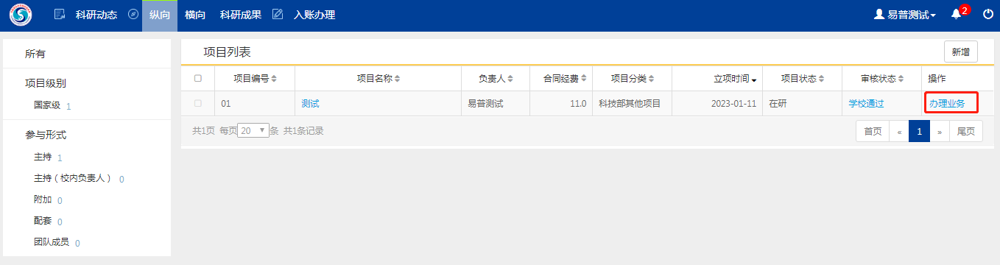 科研动态 纵向 横向 科研成果 入账办理 易普测试 2
所有
项目级别
国家级 1
参与形式
主持 1
主持（校内负责人） 0
附加 0
配套 0
团队成员 0
项目列表 新增
项目编号 项目名称 负责人 合同经费 项目分类 立项时间 项目状态 审核状态 操作
01 测试 易普测试 11.0 科技部其他项目 2023-01-11 在研 学校通过 办理业务
共1页 每页 20 条 共1条记录 首页 « 1 » 尾页